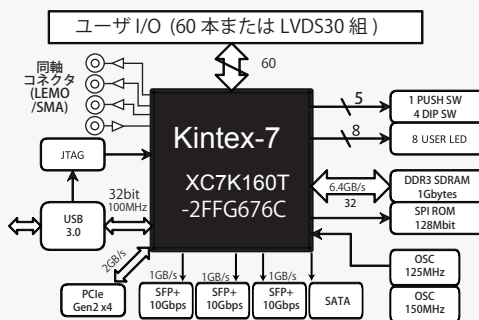 ユーザ I/O (60 本または LVDS30 組 )
60
同軸
コネクタ
(LEMO
/SMA)
JTAG
32bit
100MHz
USB
3.0
2GB/s
PCIe
Gen2 x4
Kintex-7
XC7K160T
-2FFG676C
5
1 PUSH SW
4 DIP SW
8
8 USER LED
6.4GB/s
32
DDR3 SDRAM
1Gbytes
SPI ROM
128Mbit
OSC
125MHz
OSC
150MHz
1GB/s
1GB/s
1GB/s
SFP+
10Gbps
SFP+
10Gbps
SFP+
10Gbps
SATA